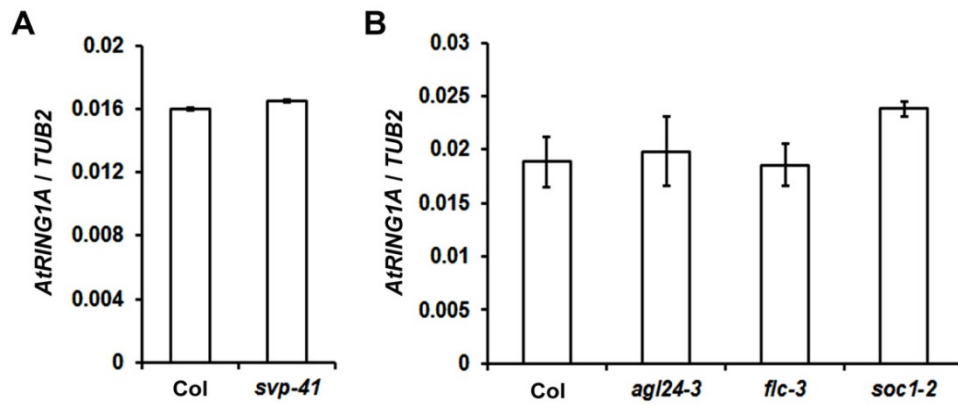 A
AtRING1A / TUB2
0.02
0.016
0.012
0.008
0.004
0
Col svp-41
B
AtRING1A / TUB2
0.03
0.025
0.02
0.015
0.01
0.005
0
Col agl24-3 flc-3 soc1-2